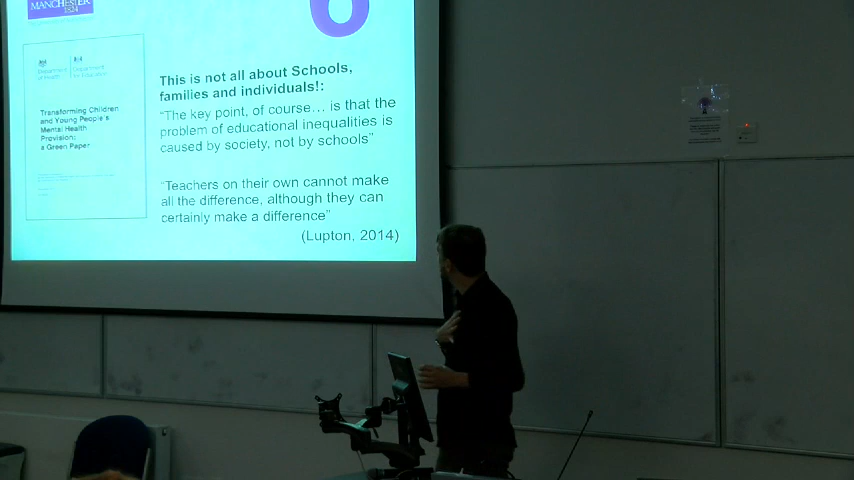 MANCHESTER
1824
6
Department
of Health
Department
for Education
Transforming Children
and Young People's
Mental Health
Provision:
a Green Paper
This is not all about Schools,
families and individuals!:
“The key point, of course… is that the
problem of educational inequalities is
caused by society, not by schools”
“Teachers on their own cannot make
all the difference, although they can
certainly make a difference”
(Lupton, 2014)